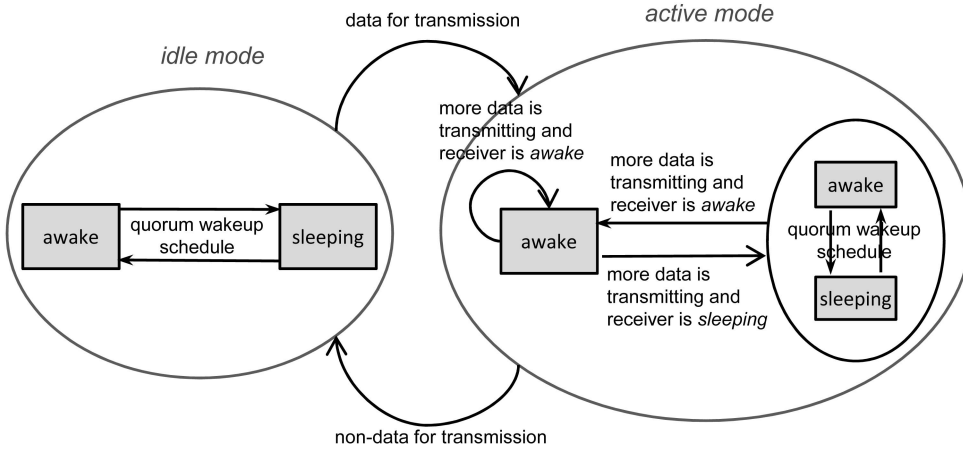 data for transmission
active mode
idle mode
more data is
transmitting and
receiver is awake
more data is
transmitting and
receiver is awake
awake
awake
quorum wakeup
schedule
sleeping
awake
quorum wakeup
schedule
more data is
transmitting and
receiver is sleeping
sleeping
non-data for transmission